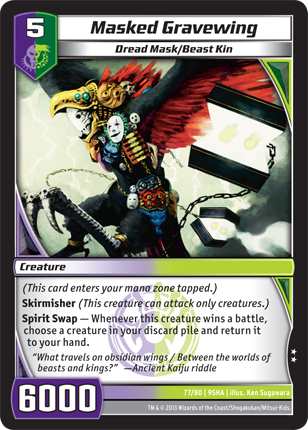 5
Masked Gravewing
Dread Mask/Beast Kin
Creature
(This card enters your mana zone tapped.)
Skirmisher (This creature can attack only creatures.)
Spirit Swap — Whenever this creature wins a battle,
choose a creature in your discard pile and return it
to your hand.
"What travels on obsidian wings / Between the worlds of
beasts and kings?" —Ancient Kaiju riddle
6000
77/80 | 9SHA | illus. Ken Sugawara
TM & © 2013 Wizards of the Coast/Shogakukan/Mitsui-Kids.